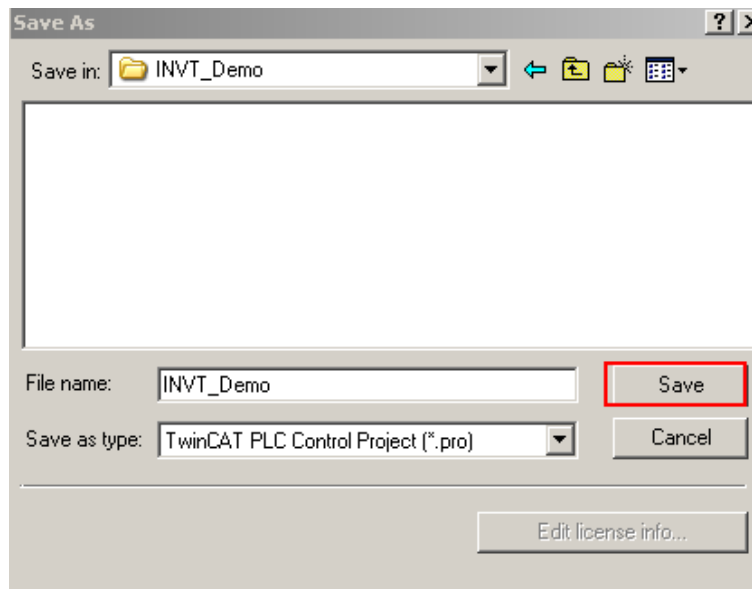 Save As
Save in: INVT_Demo
File name: INVT_Demo Save
Save as type: TwinCAT PLC Control Project (*.pro) Cancel
Edit license info...